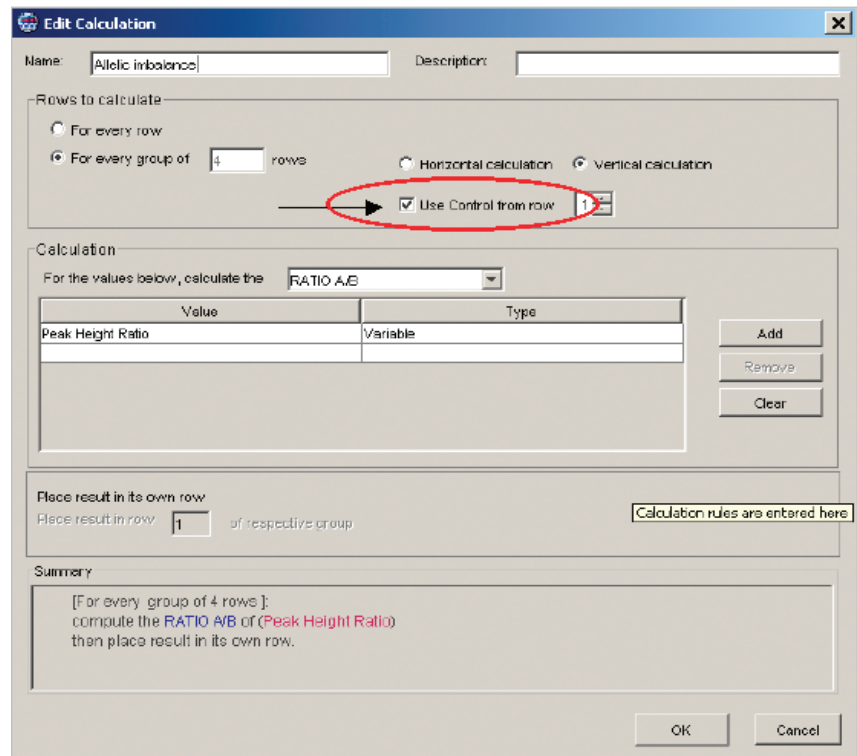 Edit Calculation
Name: Allelic imbalance Description:
Rows to calculate
For every row
For every group of 4 rows Horizontal calculation Vertical calculation
Use Control from row 1
Calculation
For the values below, calculate the RATIO A/B
Value Type
Peak Height Ratio Variable
Add
Remove
Clear
Place result in its own row
Place result in row 1 of respective group
Calculation rules are entered here
Summary
[For every group of 4 rows ]:
compute the RATIO A/B of (Peak Height Ratio)
then place result in its own row.
OK Cancel